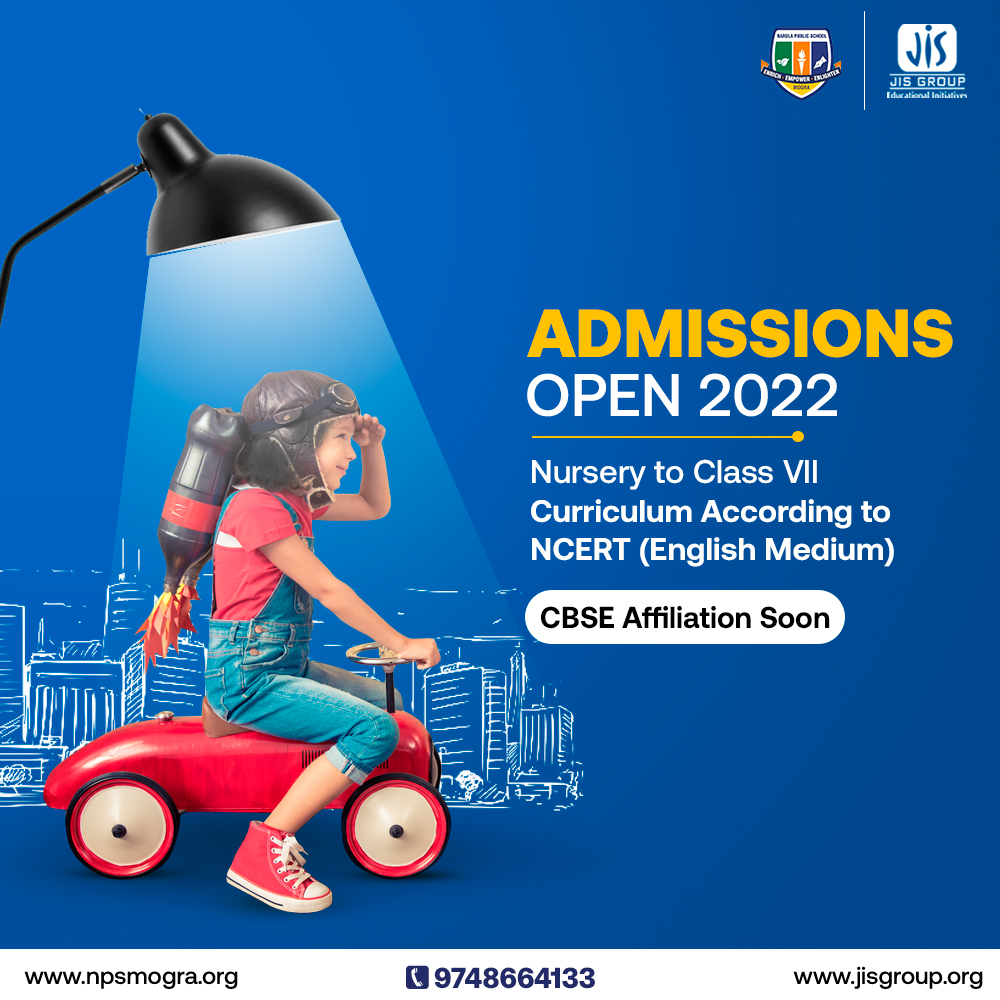 NARULA PUBLIC SCHOOL
ENRICH - EMPOWER - ENLIGHTEN
MOGRA
JIS
JIS GROUP
Educational Initiatives
ADMISSIONS
OPEN 2022
Nursery to Class VII
Curriculum According to
NCERT (English Medium)
CBSE Affiliation Soon
www.npsmogra.org
9748664133
www.jisgroup.org